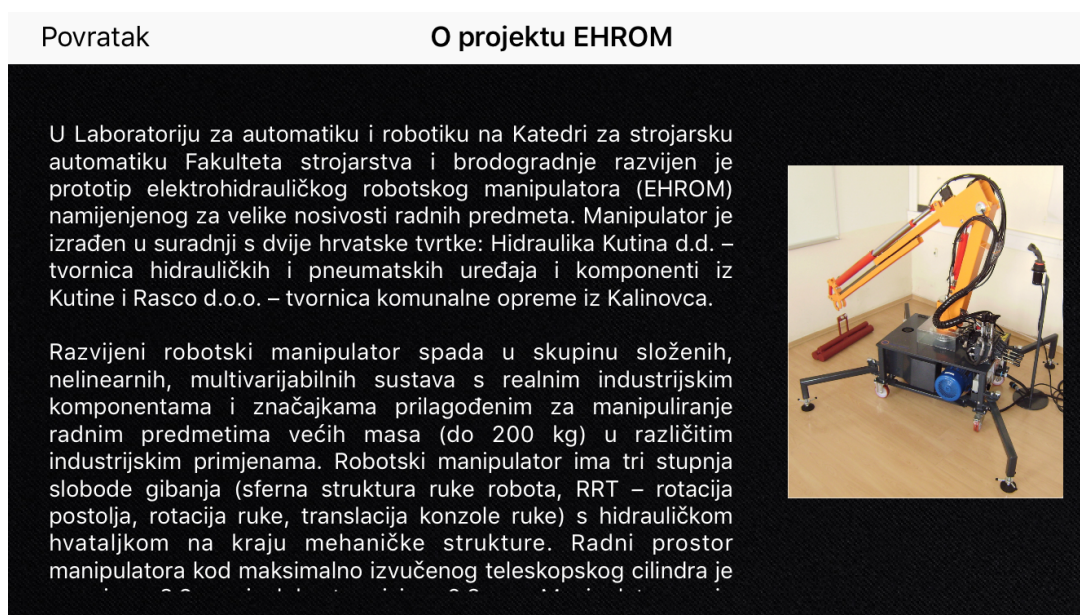 Povratak
O projektu EHROM
U Laboratoriju za automatiku i robotiku na Katedri za strojarsku
automatiku Fakulteta strojarstva i brodogradnje razvijen je
prototip elektrohidrauličkog robotskog manipulatora (EHROM)
namijenjenog za velike nosivosti radnih predmeta. Manipulator je
izrađen u suradnji s dvije hrvatske tvrtke: Hidraulika Kutina d.d. –
tvornica hidrauličkih i pneumatskih uređaja i komponenti iz
Kutine i Rasco d.o.o. – tvornica komunalne opreme iz Kalinovca.
Razvijeni robotski manipulator spada u skupinu složenih,
nelinearnih, multivarijabilnih sustava s realnim industrijskim
komponentama i značajkama prilagođenim za manipuliranje
radnim predmetima većih masa (do 200 kg) u različitim
industrijskim primjenama. Robotski manipulator ima tri stupnja
slobode gibanja (sferna struktura ruke robota, RRT – rotacija
postolja, rotacija ruke, translacija konzole ruke) s hidrauličkom
hvataljkom na kraju mehaničke strukture. Radni prostor
manipulatora kod maksimalno izvučenog teleskopskog cilindra je